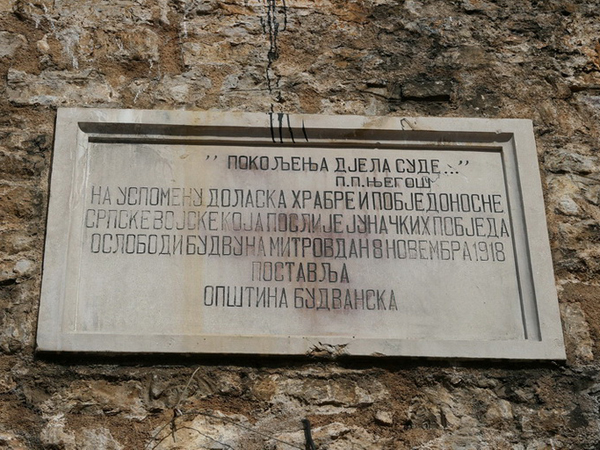 " ПОКОЉЕЊА ДЈЕЛА СУДЕ..."
П.П.ЊЕГОШ
НА УСПОМЕНУ ДОЛАСКА ХРАБРЕ И ПОБЈЕДОНОСНЕ
СРПСКЕ ВОЈСКЕ КОЈА ПОСЛИЈЕ ЈУНАЧКИХ ПОБЈЕДА
ОСЛОБОДИ БУДВУ НА МИТРОВДАН 8 НОВЕМБРА 1918
ПОСТАВЉА
ОПШТИНА БУДВАНСКА